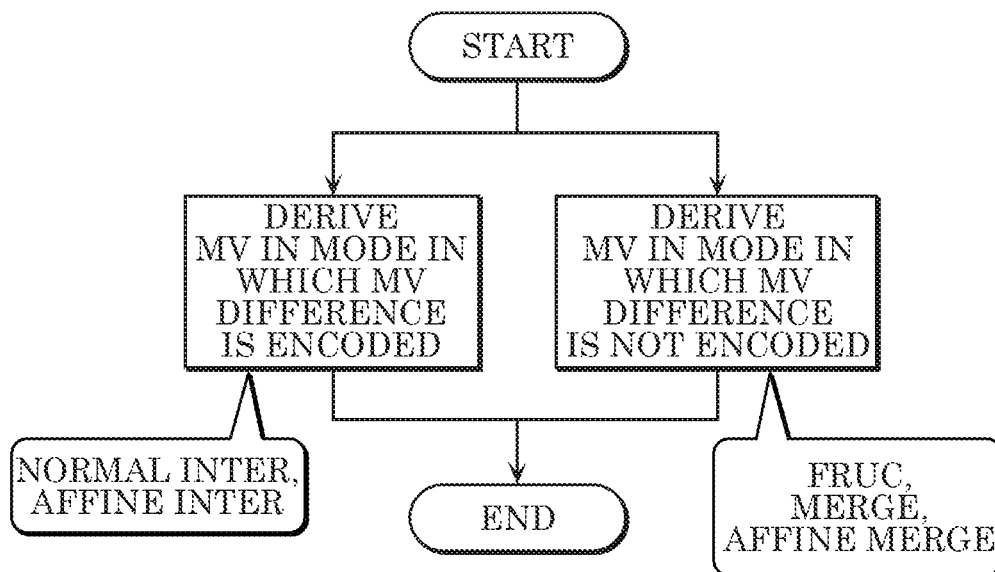 START
DERIVE
MV IN MODE IN
WHICH MV
DIFFERENCE
IS ENCODED
DERIVE
MV IN MODE IN
WHICH MV
DIFFERENCE
IS NOT ENCODED
NORMAL INTER,
AFFINE INTER
END
FRUC,
MERGE,
AFFINE MERGE